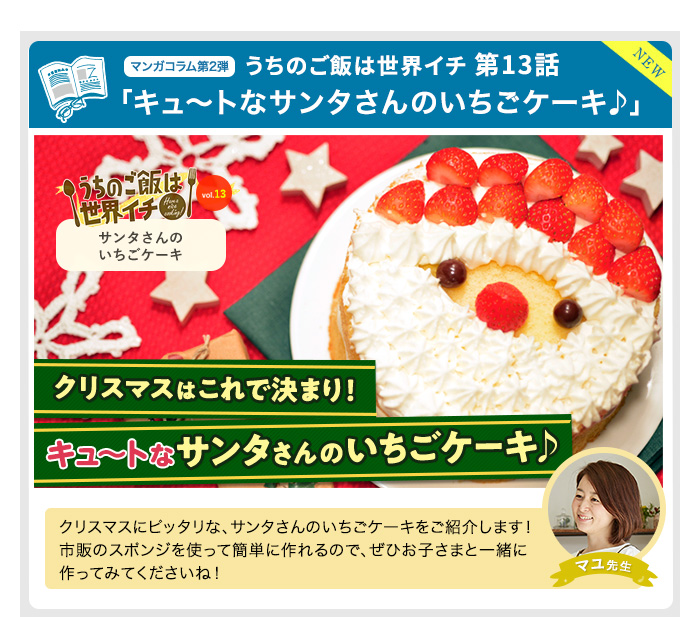 マンガコラム第2弾 うちのご飯は世界イチ 第13話
NEW
「キュ〜トなサンタさんのいちごケーキ♪」
うちのご飯は
世界イチ
vol.13
サンタさんの
いちごケーキ
クリスマスはこれで決まり!
キュ〜トなサンタさんのいちごケーキ♪
クリスマスにピッタリな、サンタさんのいちごケーキをご紹介します!
市販のスポンジを使って簡単に作れるので、ぜひお子さまと一緒に
作ってみてくださいね!
マユ先生